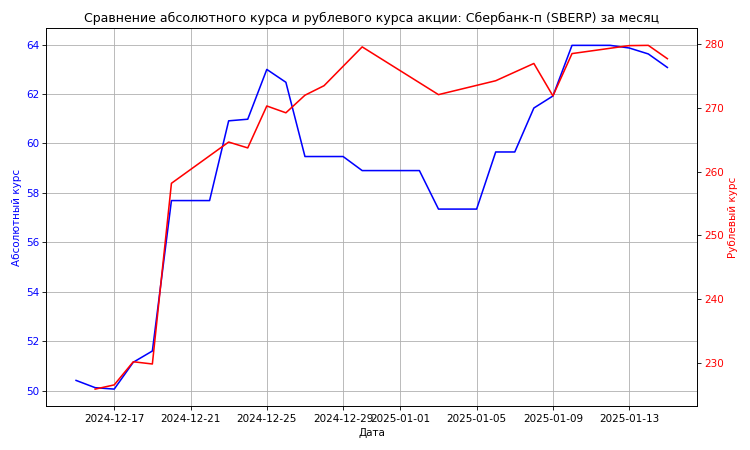 Сравнение абсолютного курса и рублевого курса акции: Сбербанк-п (SBERP) за месяц
Абсолютный курс
64
62
60
58
56
54
52
50
280
270
260
250
240
230
Рублевый курс
2024-12-17 2024-12-21 2024-12-25 2024-12-29 2025-01-01 2025-01-05 2025-01-09 2025-01-13
Дата